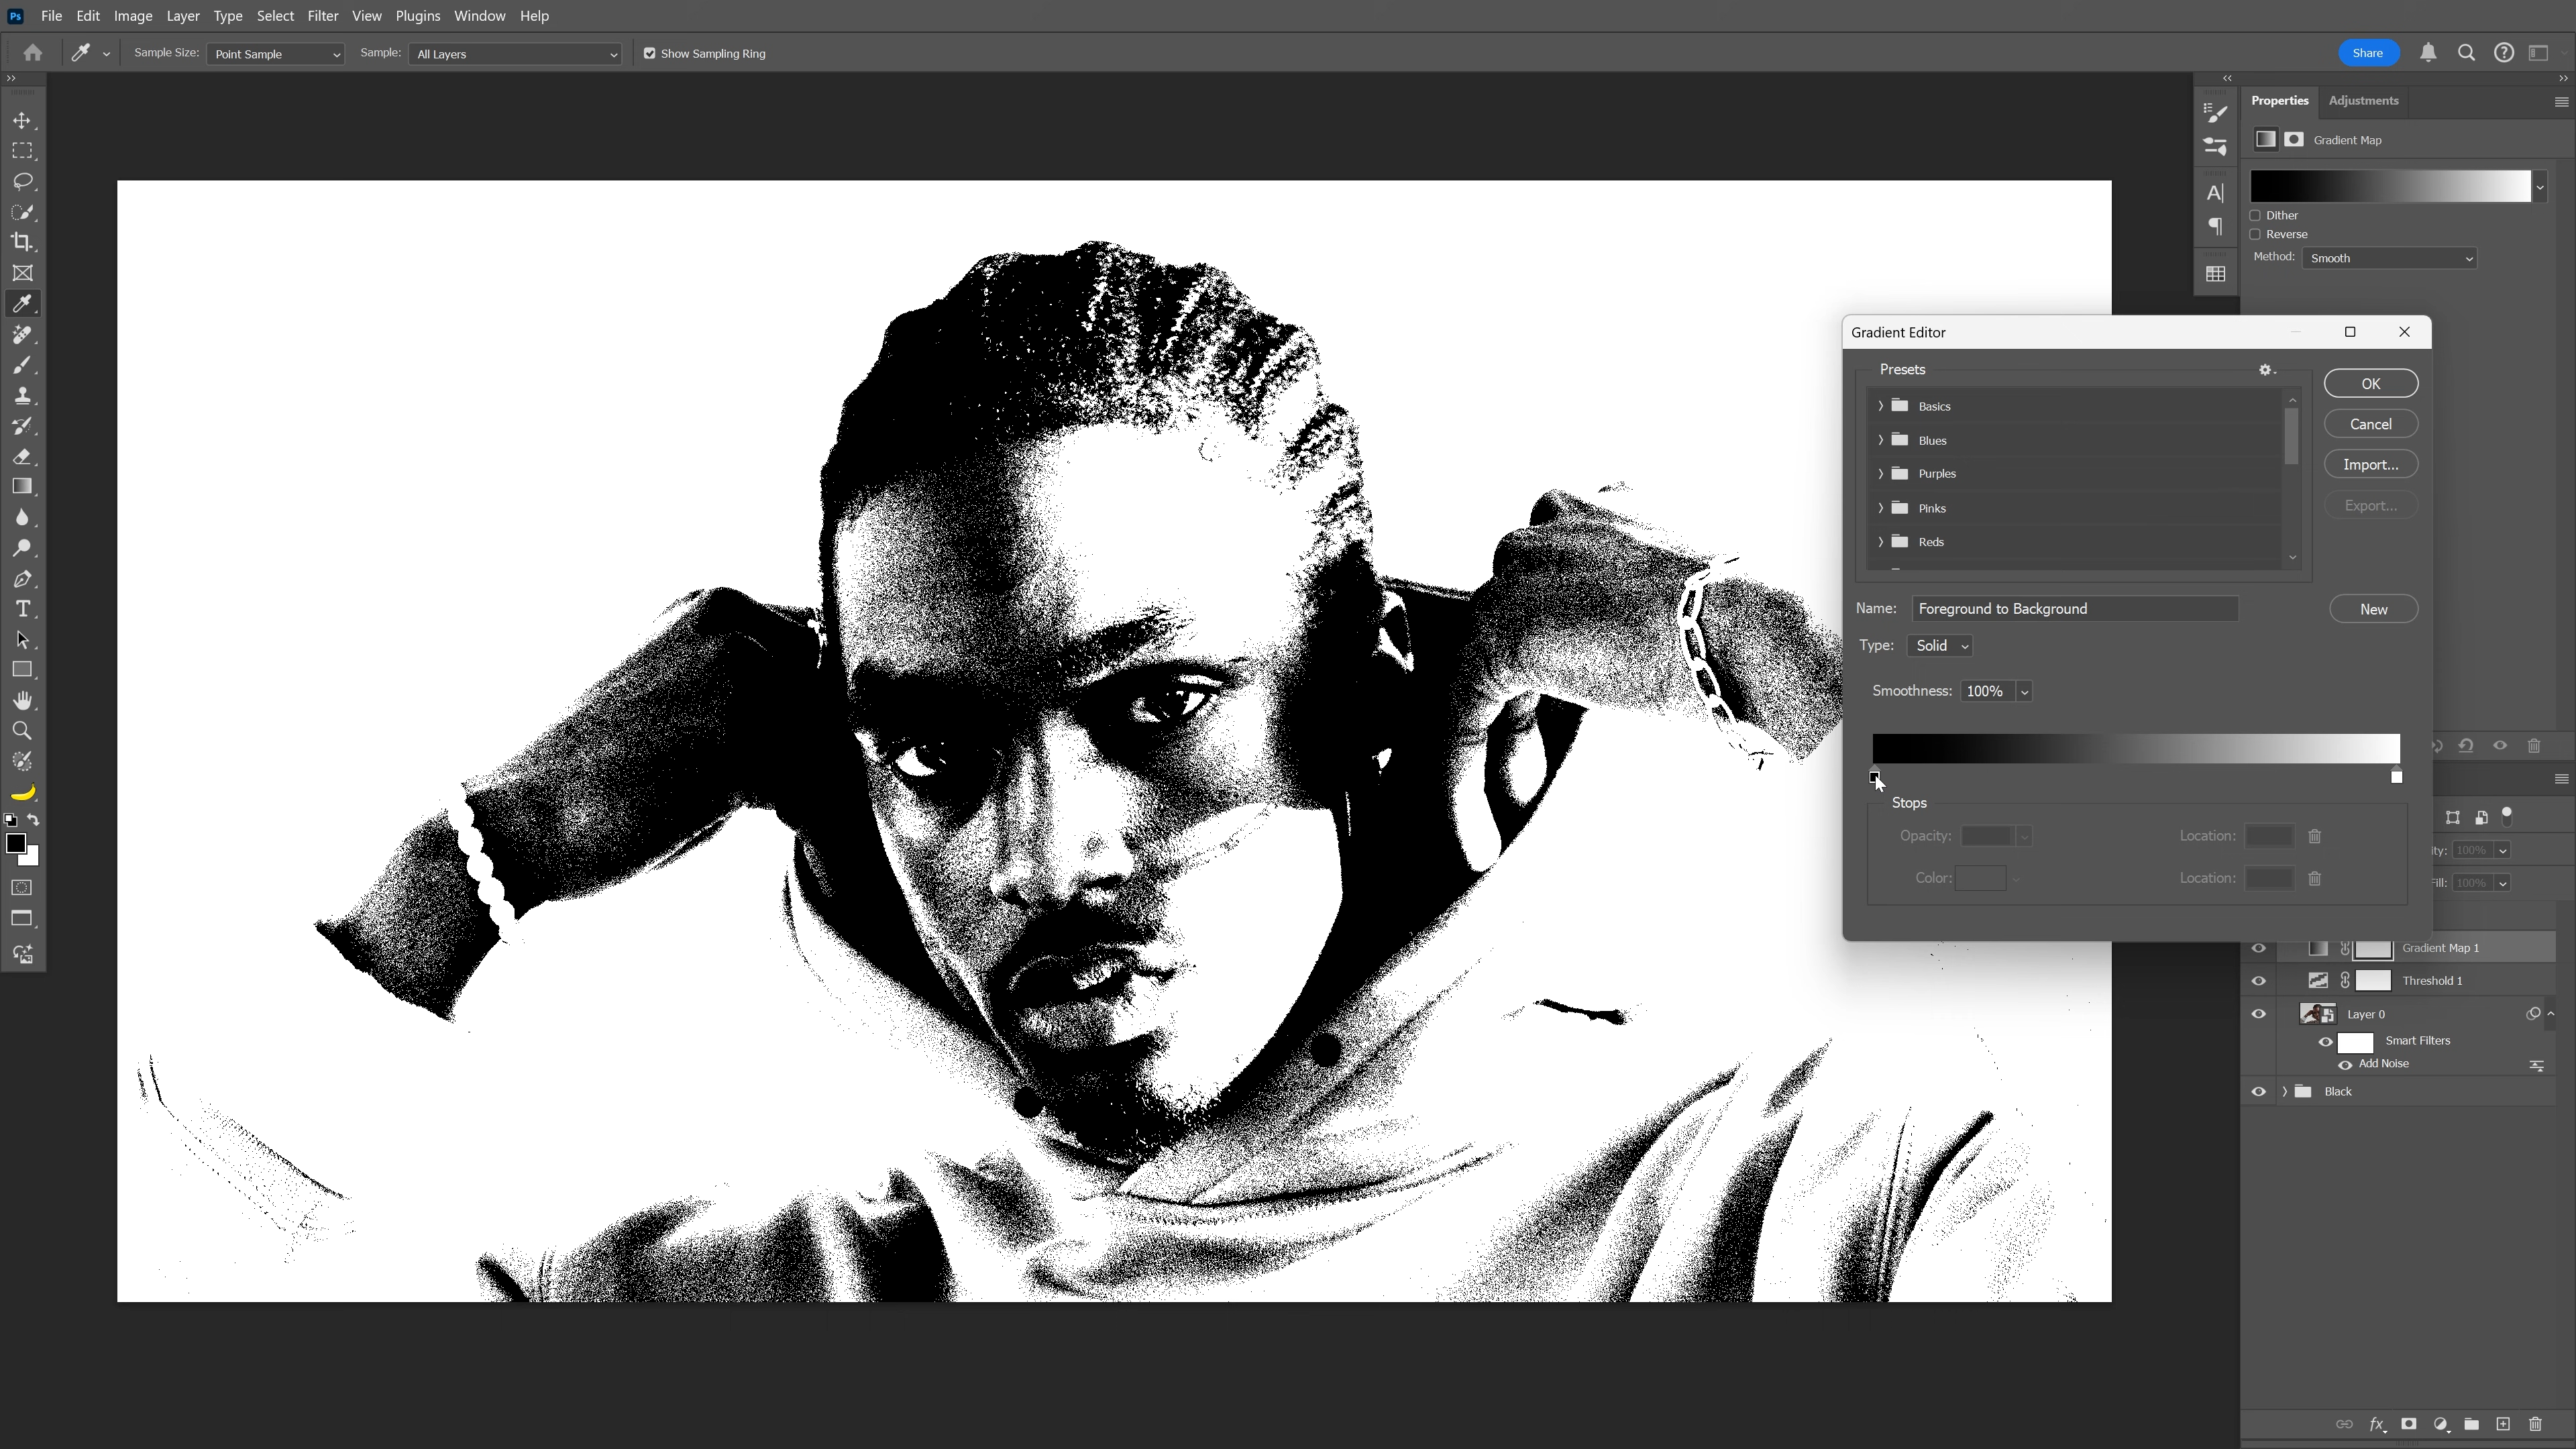 Ps File Edit Image Layer Type Select Filter View Plugins Window Help
Sample Size: Point Sample Sample: All Layers Show Sampling Ring Share
Properties Adjustments
Gradient Map
Dither
Reverse
Method: Smooth
Gradient Editor
Presets
Basics
Blues
Purples
Pinks
Reds
OK
Cancel
Import...
Export...
Name: Foreground to Background New
Type: Solid
Smoothness: 100%
Stops
Opacity: Location:
Color: Location:
100%
100%
Gradient Map 1
Threshold 1
Layer 0
Smart Filters
Add Noise
Black
fx